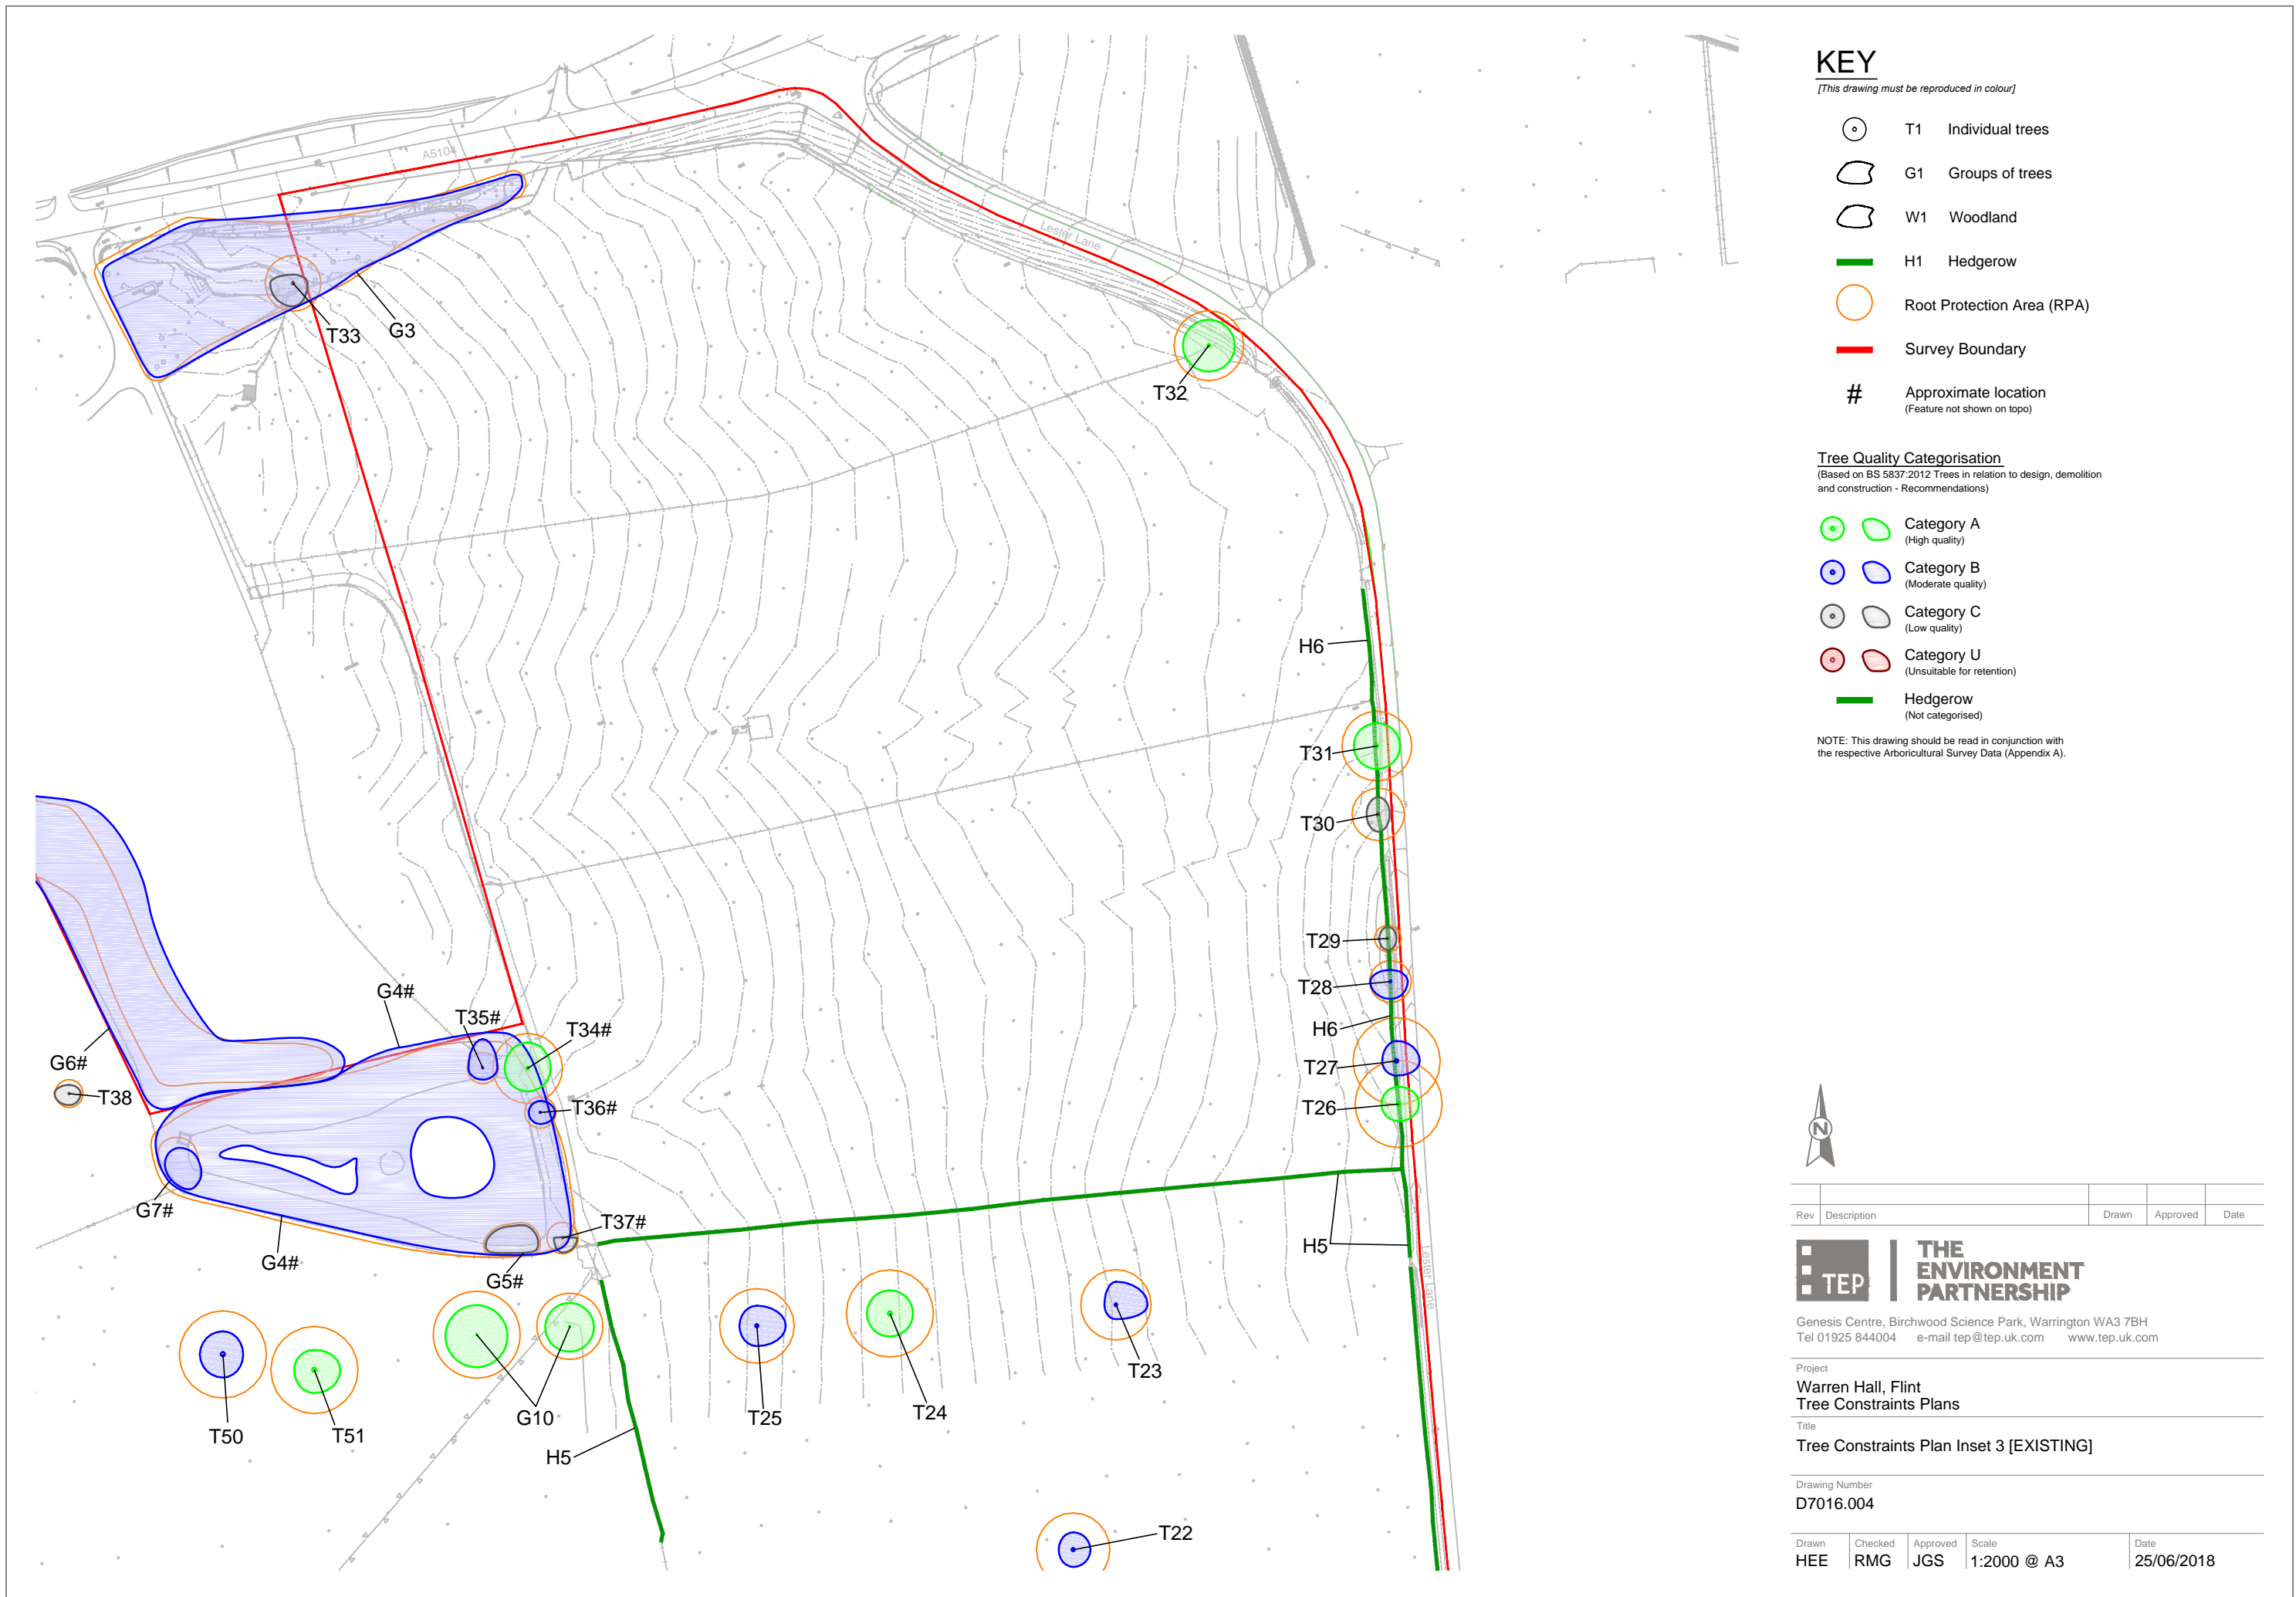 A5104
Lester Lane
T33
G3
T32
H6
T31
T30
T29
T28
H6
T27
T26
G4#
T35#
T34#
G6#
T38
T36#
G7#
T37#
G4#
G5#
H5
T23
T24
T25
G10
T50
T51
H5
T22
Lester Lane
KEY
[This drawing must be reproduced in colour]
T1 Individual trees
G1 Groups of trees
W1 Woodland
H1 Hedgerow
Root Protection Area (RPA)
Survey Boundary
# Approximate location
(Feature not shown on topo)
Tree Quality Categorisation
(Based on BS 5837:2012 Trees in relation to design, demolition
and construction - Recommendations)
Category A
(High quality)
Category B
(Moderate quality)
Category C
(Low quality)
Category U
(Unsuitable for retention)
Hedgerow
(Not categorised)
NOTE: This drawing should be read in conjunction with
the respective Arboricultural Survey Data (Appendix A).
N
Rev Description Drawn Approved Date
TEP
THE
ENVIRONMENT
PARTNERSHIP
Genesis Centre, Birchwood Science Park, Warrington WA3 7BH
Tel 01925 844004 e-mail tep@tep.uk.com www.tep.uk.com
Project
Warren Hall, Flint
Tree Constraints Plans
Title
Tree Constraints Plan Inset 3 [EXISTING]
Drawing Number
D7016.004
Drawn Checked Approved Scale Date
HEE RMG JGS 1:2000 @ A3 25/06/2018